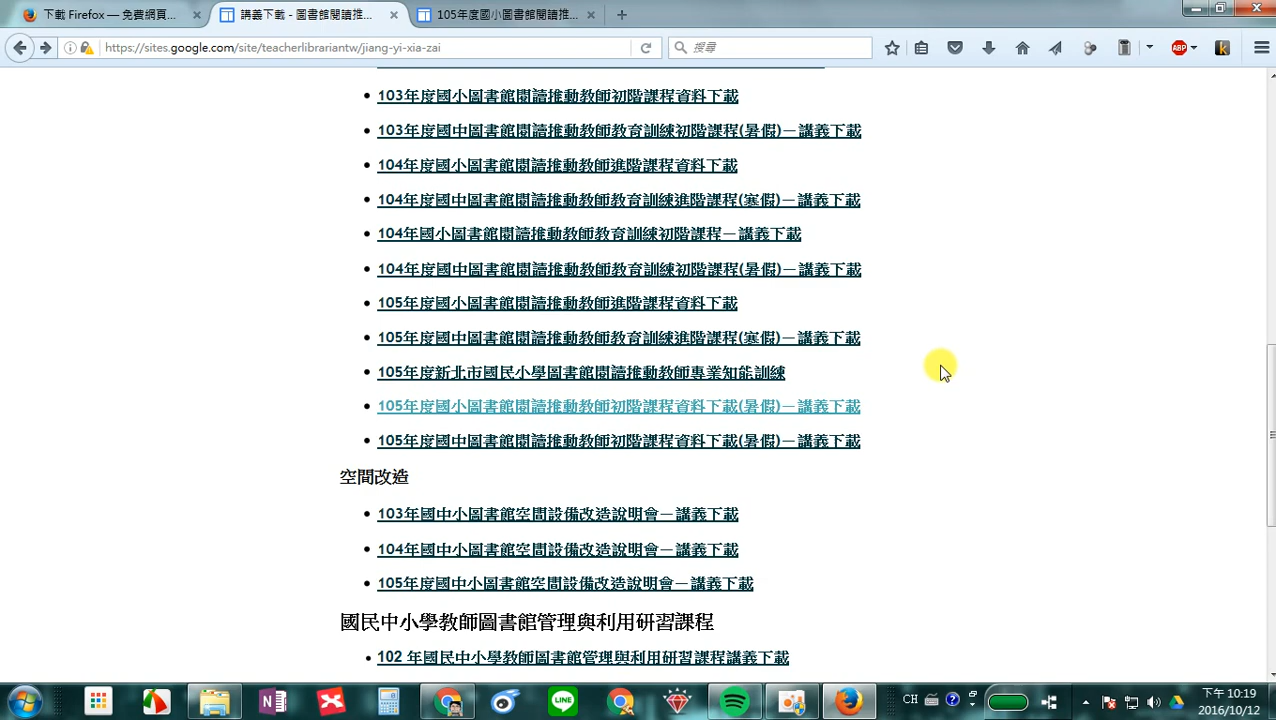 下載 Firefox — 免費網頁...
講義下載 - 圖書館閱讀推...
105年度國小圖書館閱讀推...
https://sites.google.com/site/teacherlibrariantw/jiang-yi-xia-zai
搜尋
ABP
103年度國小圖書館閱讀推動教師初階課程資料下載
103年度國中圖書館閱讀推動教師教育訓練初階課程(暑假)－講義下載
104年度國小圖書館閱讀推動教師進階課程資料下載
104年度國中圖書館閱讀推動教師教育訓練進階課程(寒假)－講義下載
104年國小圖書館閱讀推動教師教育訓練初階課程－講義下載
104年度國中圖書館閱讀推動教師教育訓練初階課程(暑假)－講義下載
105年度國小圖書館閱讀推動教師進階課程資料下載
105年度國中圖書館閱讀推動教師教育訓練進階課程(寒假)－講義下載
105年度新北市國民小學圖書館閱讀推動教師專業知能訓練
105年度國小圖書館閱讀推動教師初階課程資料下載(暑假)－講義下載
105年度國中圖書館閱讀推動教師初階課程資料下載(暑假)－講義下載
空間改造
103年國中小圖書館空間設備改造說明會－講義下載
104年國中小圖書館空間設備改造說明會－講義下載
105年度國中小圖書館空間設備改造說明會－講義下載
國民中小學教師圖書館管理與利用研習課程
102 年國民中小學教師圖書館管理與利用研習課程講義下載
LINE
CH
下午 10:19
2016/10/12